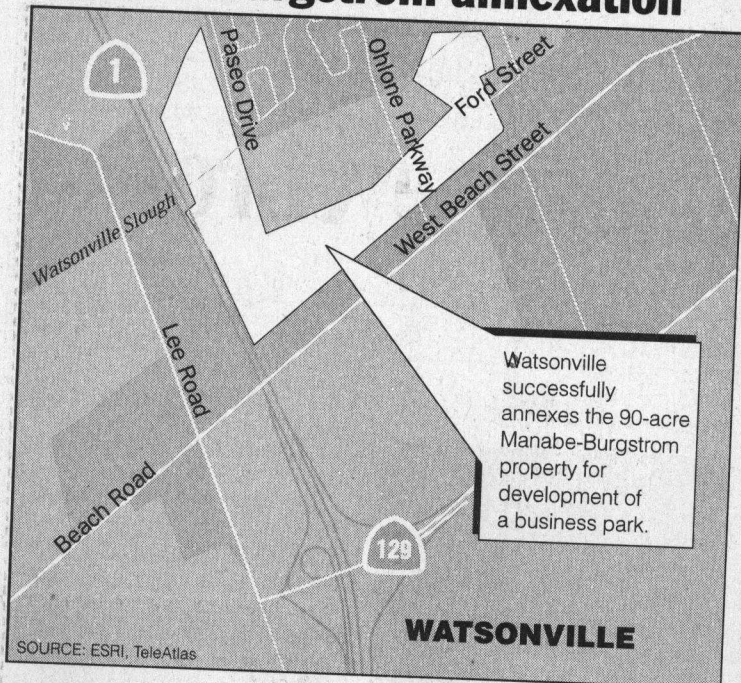 annexation
1
Paseo Drive
Ohlone Parkway
Ford Street
West Beach Street
Watsonville Slough
Lee Road
Beach Road
Watsonville
successfully
annexes the 90-acre
Manabe-Burgstrom
property for
development of
a business park.
129
WATSONVILLE
SOURCE: ESRI, TeleAtlas